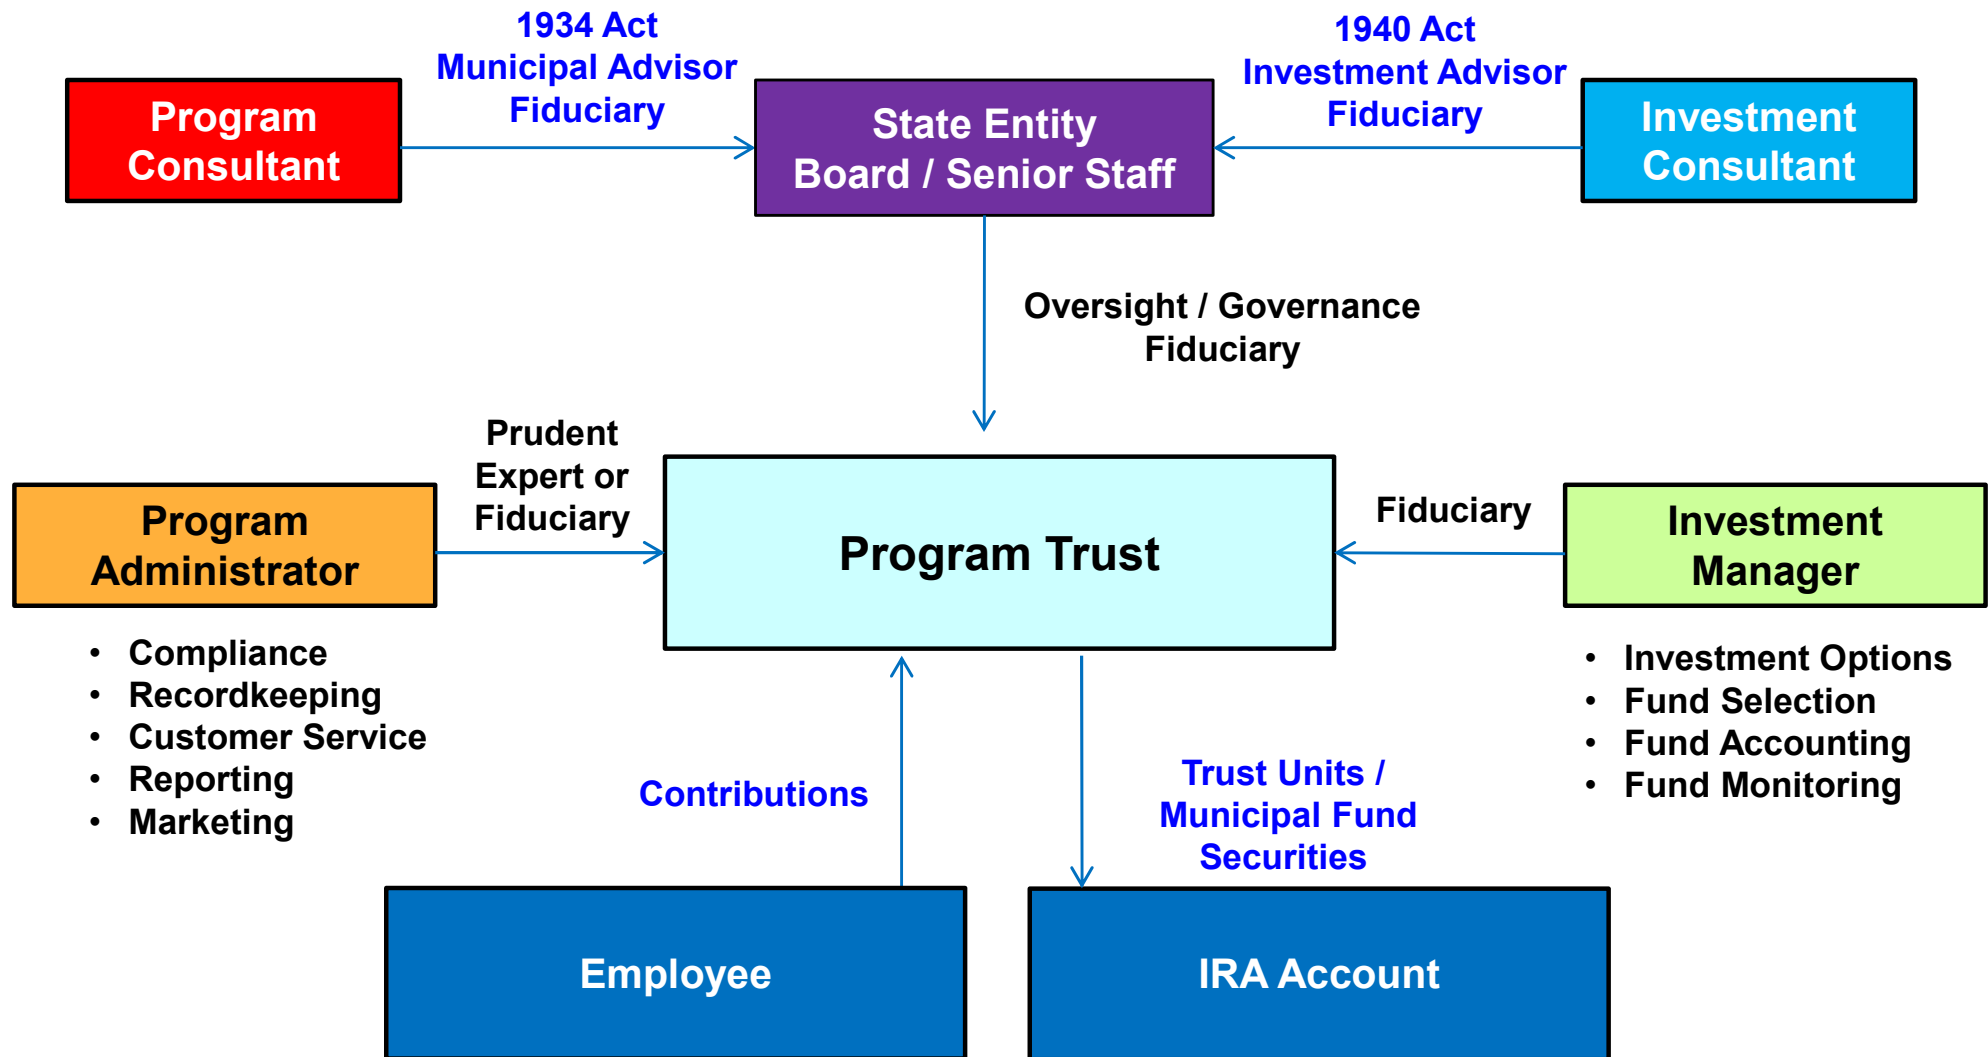 1934 Act
Municipal Advisor
Fiduciary
1940 Act
Investment Advisor
Fiduciary
Program
Consultant
State Entity
Board / Senior Staff
Investment
Consultant
Oversight / Governance
Fiduciary
Prudent
Expert or
Fiduciary
Fiduciary
Program
Administrator
Program Trust
Investment
Manager
• Compliance
• Recordkeeping
• Customer Service
• Reporting
• Marketing
• Investment Options
• Fund Selection
• Fund Accounting
• Fund Monitoring
Contributions
Trust Units /
Municipal Fund
Securities
Employee
IRA Account